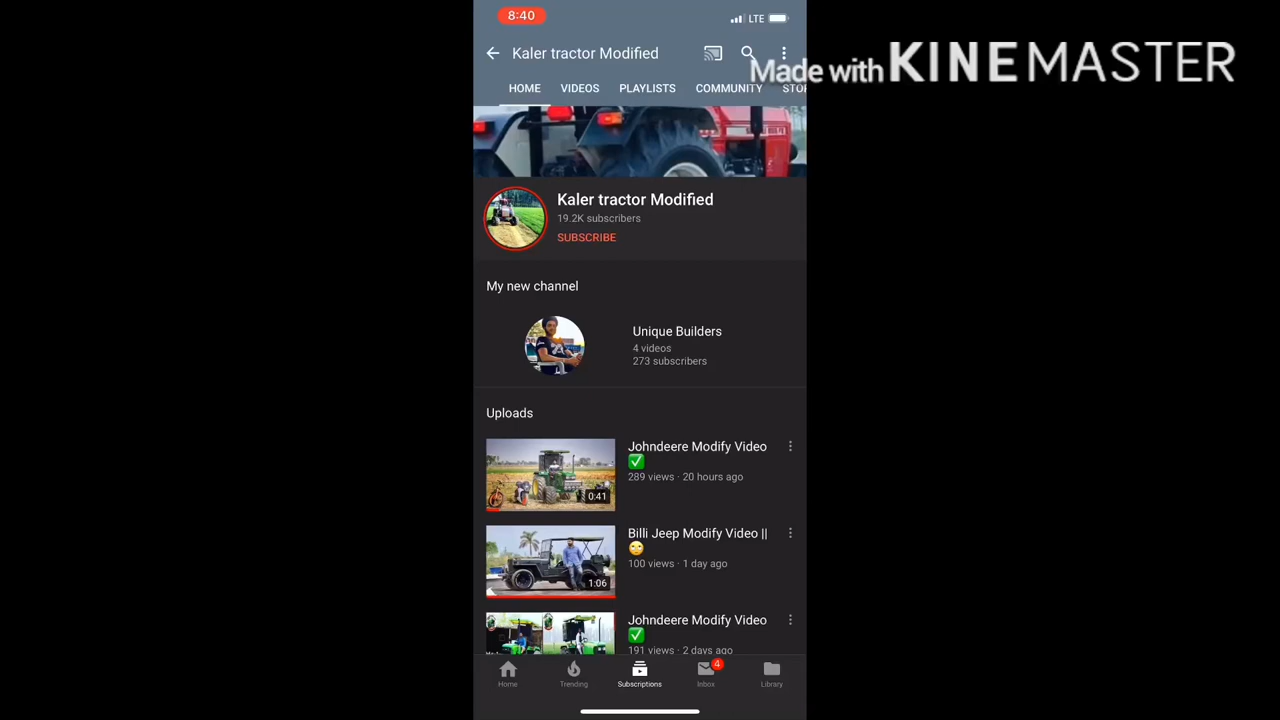 8:40
LTE
Kaler tractor Modified
Made with KINEMASTER
HOME VIDEOS PLAYLISTS COMMUNITY
Kaler tractor Modified
19.2K subscribers
SUBSCRIBE
My new channel
Unique Builders
4 videos
273 subscribers
Uploads
Johndeere Modify Video
✅
289 views · 20 hours ago
0:41
Billi Jeep Modify Video ||
🙄
100 views · 1 day ago
1:06
Johndeere Modify Video
✅
191 views · 2 days ago
4
Home Trending Subscriptions Inbox Library